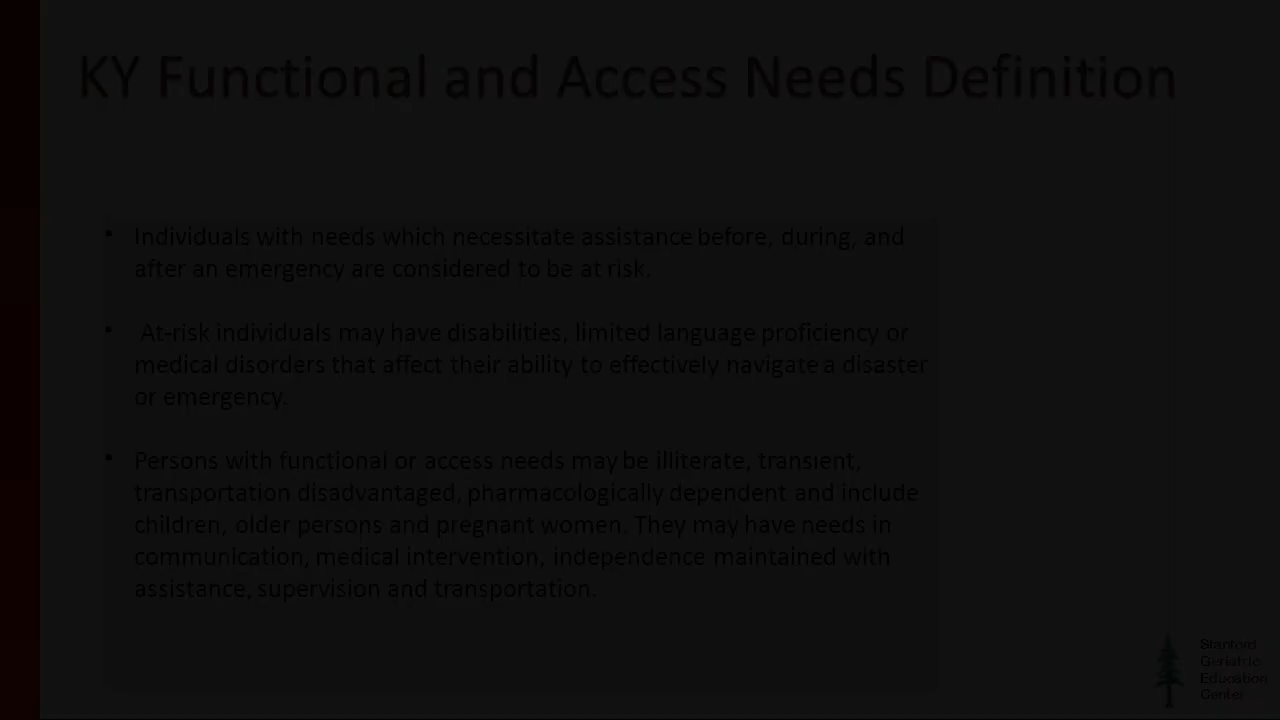 KY Functional and Access Needs Definition
• Individuals with needs which necessitate assistance before, during, and
after an emergency are considered to be at risk.
• At-risk individuals may have disabilities, limited language proficiency or
medical disorders that affect their ability to effectively navigate a disaster
or emergency.
• Persons with functional or access needs may be illiterate, transient,
transportation disadvantaged, pharmacologically dependent and include
children, older persons and pregnant women. They may have needs in
communication, medical intervention, independence maintained with
assistance, supervision and transportation.
Stanford
Geriatric
Education
Center